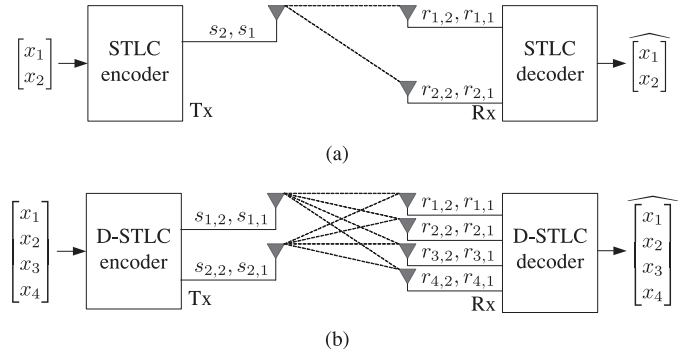 x1
x2
STLC
encoder
Tx
s2, s1
r1,2, r1,1
r2,2, r2,1
Rx
STLC
decoder
x1
x2
(a)
x1
x2
x3
x4
D-STLC
encoder
Tx
s1,2, s1,1
s2,2, s2,1
r1,2, r1,1
r2,2, r2,1
r3,2, r3,1
r4,2, r4,1
Rx
D-STLC
decoder
x1
x2
x3
x4
(b)